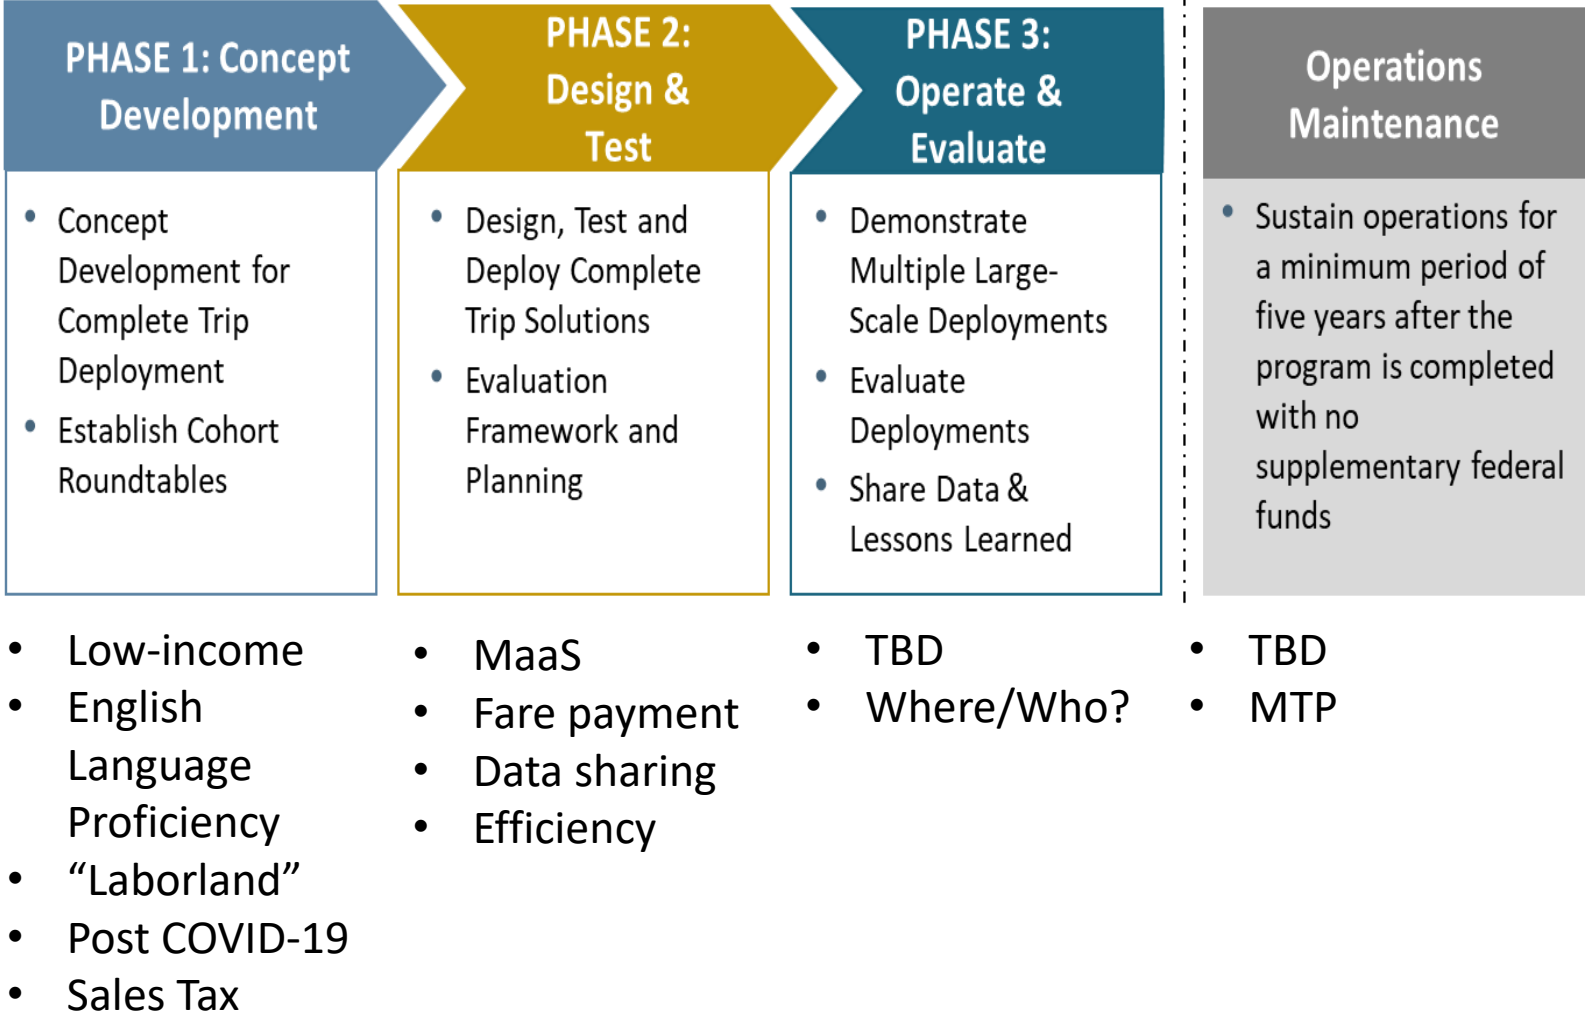 PHASE 1: Concept
Development
• Concept
Development for
Complete Trip
Deployment
• Establish Cohort
Roundtables
• Low-income
• English
Language
Proficiency
• “Laborland”
• Post COVID-19
• Sales Tax
PHASE 2:
Design &
Test
• Design, Test and
Deploy Complete
Trip Solutions
• Evaluation
Framework and
Planning
• MaaS
• Fare payment
• Data sharing
• Efficiency
PHASE 3:
Operate &
Evaluate
• Demonstrate
Multiple Large-
Scale Deployments
• Evaluate
Deployments
• Share Data &
Lessons Learned
• TBD
• Where/Who?
Operations
Maintenance
• Sustain operations for
a minimum period of
five years after the
program is completed
with no
supplementary federal
funds
• TBD
• MTP